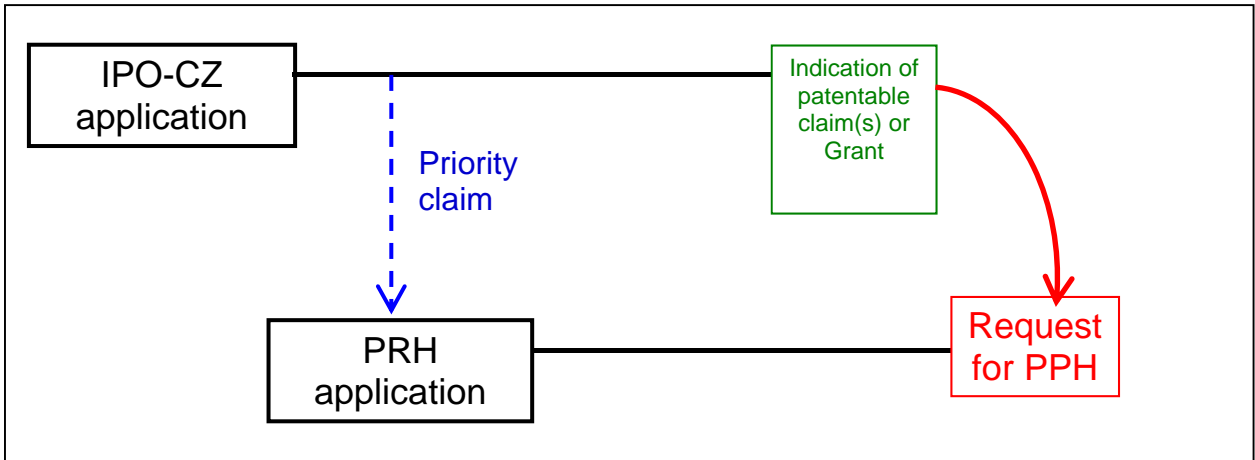 IPO-CZ
application
Indication of
patentable
claim(s) or
Grant
Priority
claim
PRH
application
Request
for PPH